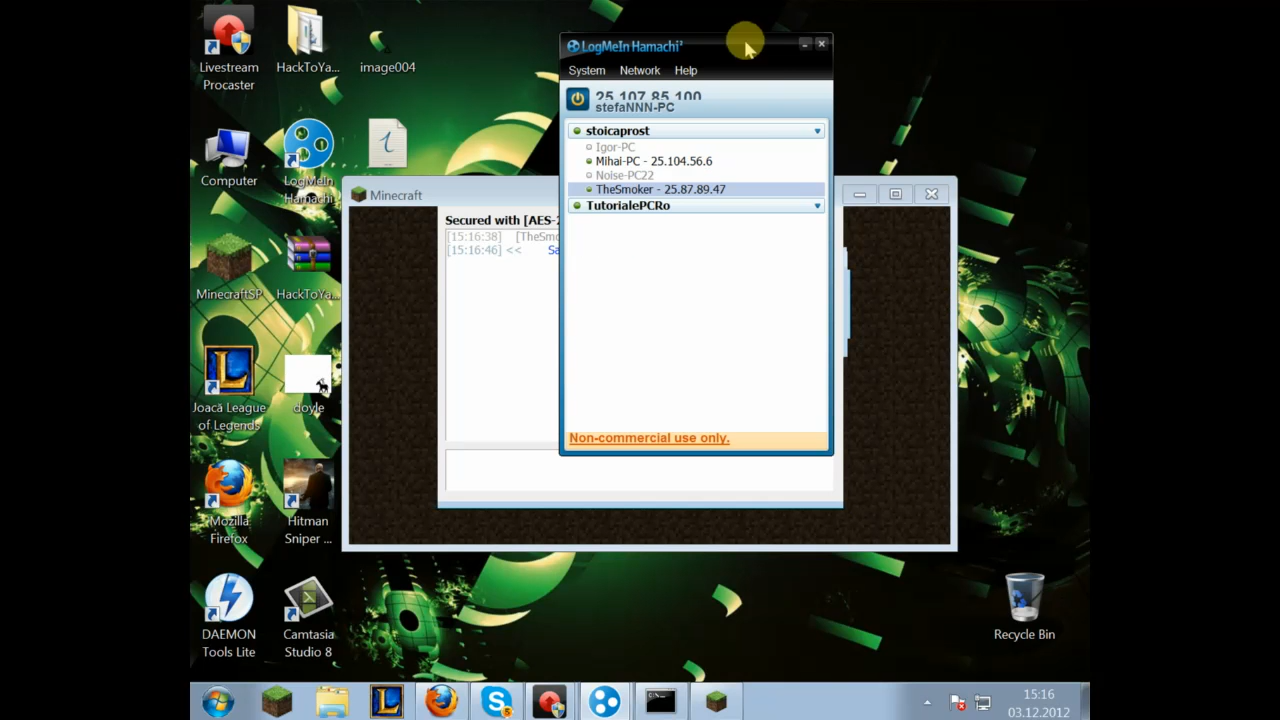 Livestream
Procaster
HackToYa...
image004
Computer
LogMeIn
Hamachi
MinecraftSP
HackToYa...
Joacă League
of Legends
doyle
Mozilla
Firefox
Hitman
Sniper ...
DAEMON
Tools Lite
Camtasia
Studio 8
Recycle Bin
Minecraft
Secured with [AES-2
[15:16:38] [TheSmo
[15:16:46] << Sa
LogMeIn Hamachi²
System Network Help
25.107.85.100
stefaNNN-PC
stoicaprost
Igor-PC
Mihai-PC - 25.104.56.6
Noise-PC22
TheSmoker - 25.87.89.47
TutorialePCRo
Non-commercial use only.
15:16
03.12.2012